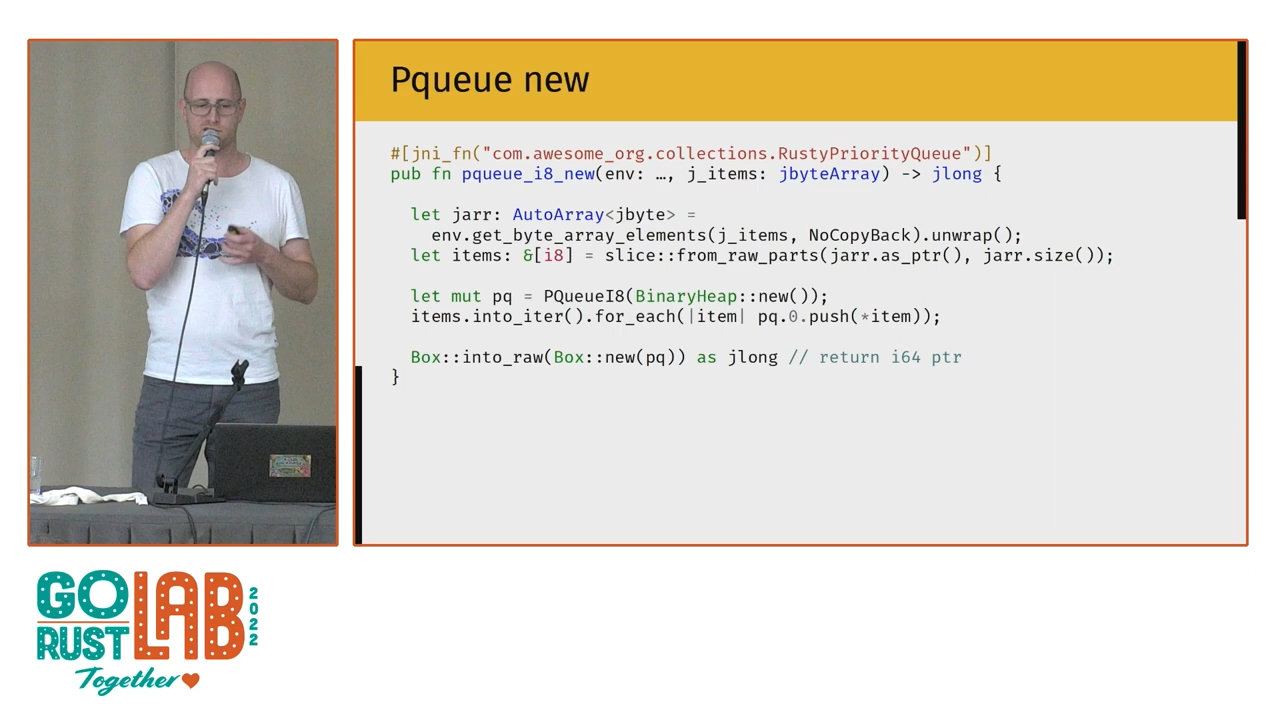 Pqueue new
#[jni_fn("com.awesome_org.collections.RustyPriorityQueue")]
pub fn pqueue_i8_new(env: …, j_items: jbyteArray) -> jlong {
let jarr: AutoArray<jbyte> =
env.get_byte_array_elements(j_items, NoCopyBack).unwrap();
let items: &[i8] = slice::from_raw_parts(jarr.as_ptr(), jarr.size());
let mut pq = PQueueI8(BinaryHeap::new());
items.into_iter().for_each(|item| pq.0.push(*item));
Box::into_raw(Box::new(pq)) as jlong // return i64 ptr
}
GO LAB 2022
RUST
Together